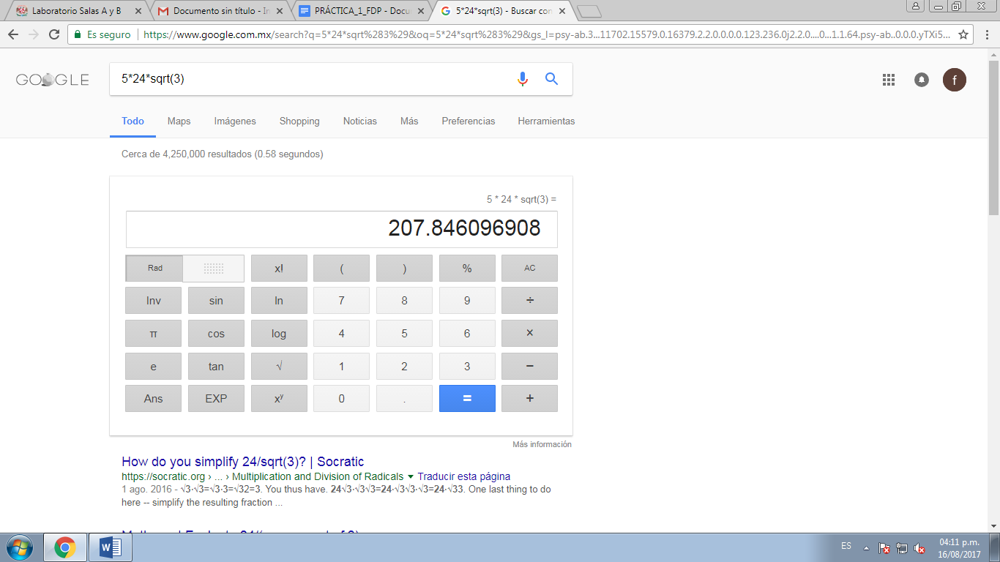 Laboratorio Salas A y B
Documento sin título - In
PRÁCTICA_1_FDP - Docu
5*24*sqrt(3) - Buscar con
Es seguro
https://www.google.com.mx/search?q=5*24*sqrt%283%29&oq=5*24*sqrt%283%29&gs_l=psy-ab.3...11702.15579.0.16379.2.2.0.0.0.0.123.236.0j2.2.0....0...1.1.64.psy-ab..0.0.0.yTXi5...
GOOGLE
5*24*sqrt(3)
f
Todo Maps Imágenes Shopping Noticias Más Preferencias Herramientas
Cerca de 4,250,000 resultados (0.58 segundos)
5 * 24 * sqrt(3) =
207.846096908
Rad x! ( ) % AC
Inv sin ln 7 8 9 ÷
π cos log 4 5 6 ×
e tan √ 1 2 3 −
Ans EXP xʸ 0 . = +
Más información
How do you simplify 24/sqrt(3)? | Socratic
https://socratic.org › ... › Multiplication and Division of Radicals Traducir esta página
1 ago. 2016 - √3·√3=√3·3=√32=3. You thus have. 24√3·√3√3=24·√3√3·√3=24·√33. One last thing to do
here -- simplify the resulting fraction ...
ES
04:11 p.m.
16/08/2017